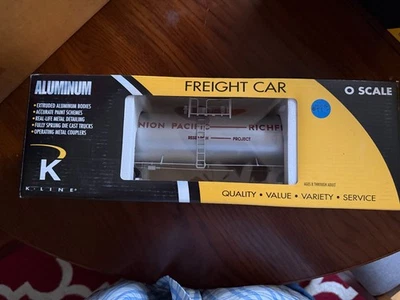 ALUMINUM
• EXTRUDED ALUMINUM BODIES
• ACCURATE PAINT SCHEMES
• REAL-LIFE METAL DETAILING
• FULLY SPRUNG DIE CAST TRUCKS
• OPERATING METAL COUPLERS
K
K•LINE
FREIGHT CAR
O SCALE
NION PACIFIC RICHF
RESEARCH PROJECT
QUALITY • VALUE • VARIETY • SERVICE